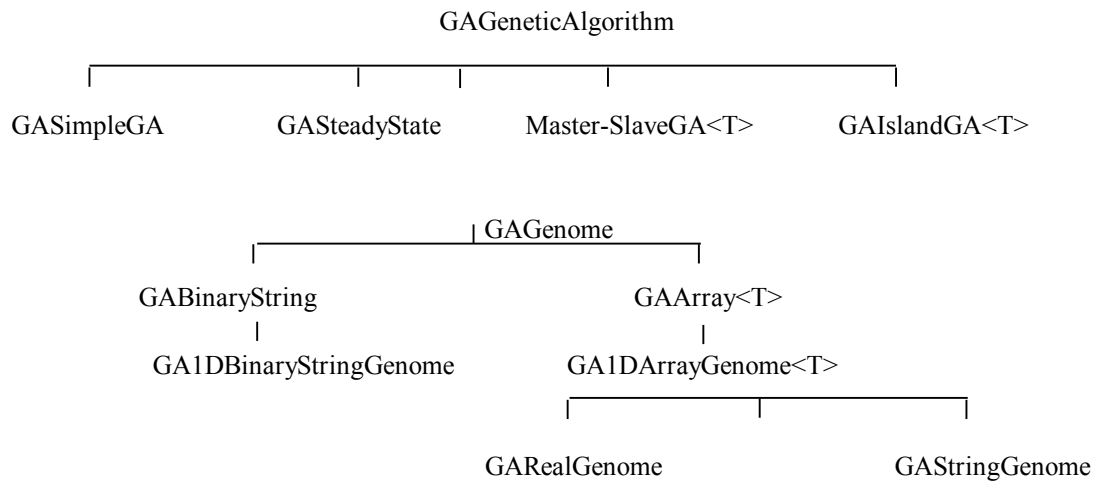 GAGeneticAlgorithm
GASimpleGA GASteadyState Master-SlaveGA<T> GAIslandGA<T>
GAGenome
GABinaryString GAArray<T>
GA1DBinaryStringGenome GA1DArrayGenome<T>
GARealGenome GAStringGenome